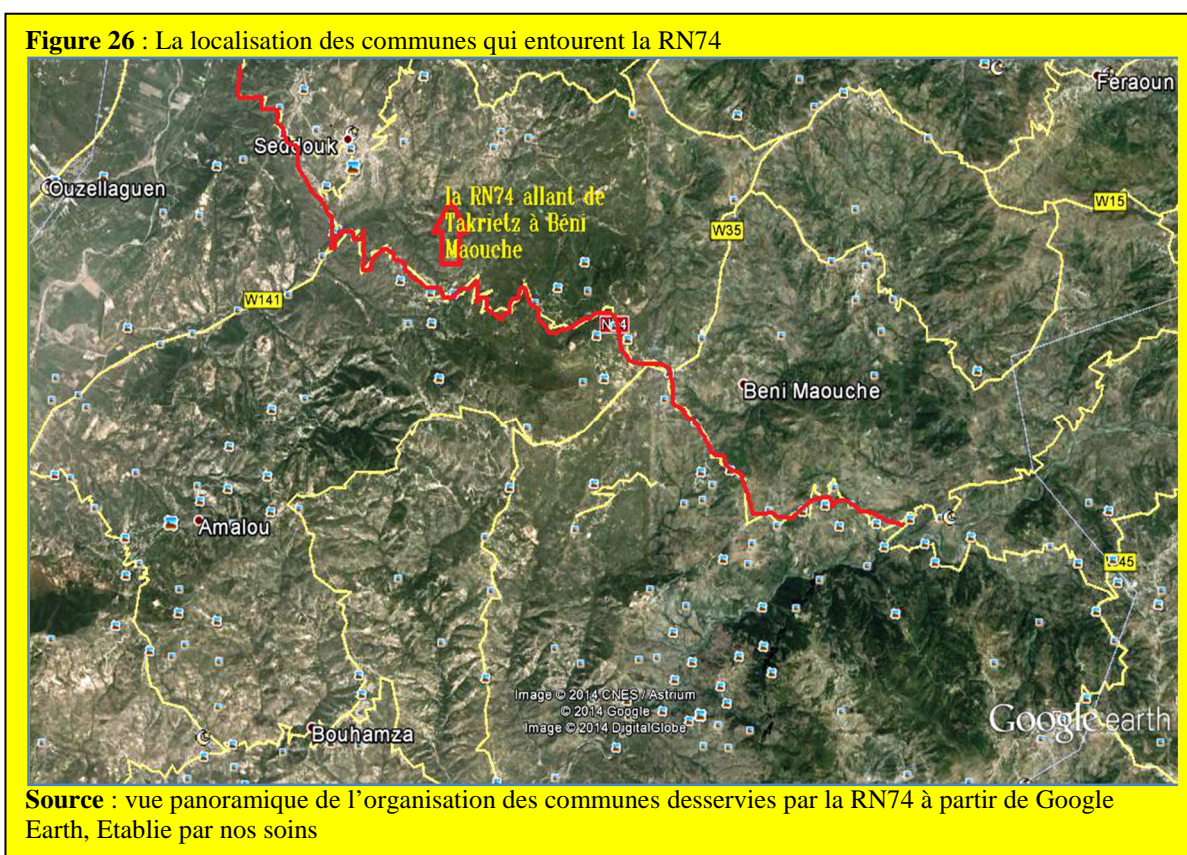 Figure 26 : La localisation des communes qui entourent la RN74
Feraoun
Seddouk
Ouzellaguen
la RN74 allant de
Takrietz à Béni
Maouche
W15
W35
W141
Beni Maouche
Amalou
Bouhamza
Image © 2014 CNES / Astrium
© 2014 Google
Image © 2014 DigitalGlobe
Google earth
Source : vue panoramique de l’organisation des communes desservies par la RN74 à partir de Google
Earth, Etablie par nos soins